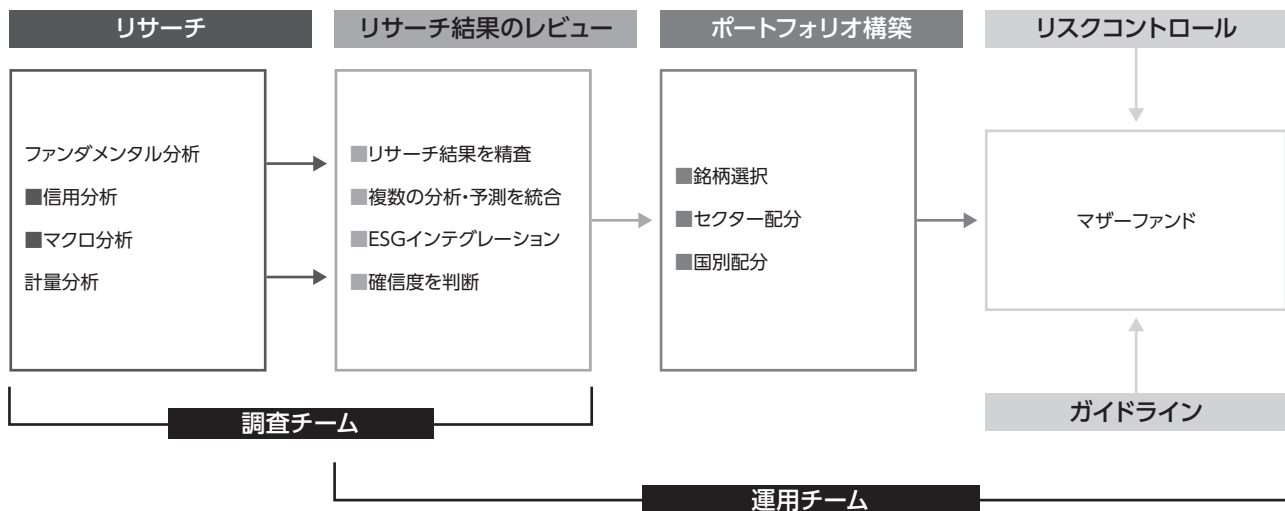 リサーチ
リサーチ結果のレビュー
ポートフォリオ構築
リスクコントロール
ファンダメンタル分析
■信用分析
■マクロ分析
計量分析
■リサーチ結果を精査
■複数の分析・予測を統合
■ESGインテグレーション
■確信度を判断
■銘柄選択
■セクター配分
■国別配分
マザーファンド
ガイドライン
調査チーム
運用チーム